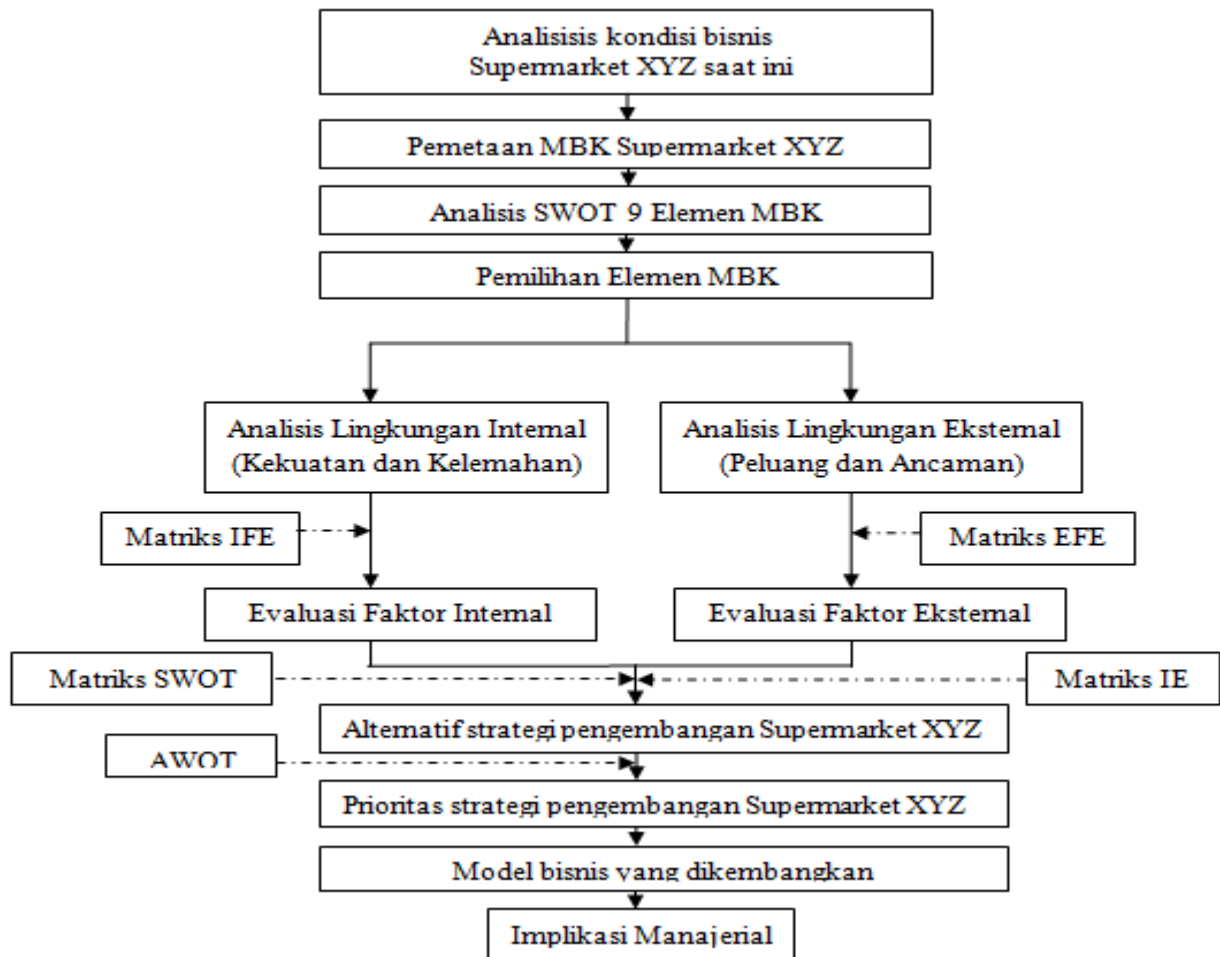 Analisisis kondisi bisnis
Supermarket XYZ saat ini
Pemetaan MBK Supermarket XYZ
Analisis SWOT 9 Elemen MBK
Pemilihan Elemen MBK
Analisis Lingkungan Internal
(Kekuatan dan Kelemahan)
Analisis Lingkungan Eksternal
(Peluang dan Ancaman)
Matriks IFE
Matriks EFE
Evaluasi Faktor Internal
Evaluasi Faktor Eksternal
Matriks SWOT
Matriks IE
Alternatif strategi pengembangan Supermarket XYZ
AWOT
Prioritas strategi pengembangan Supermarket XYZ
Model bisnis yang dikembangkan
Implikasi Manajerial